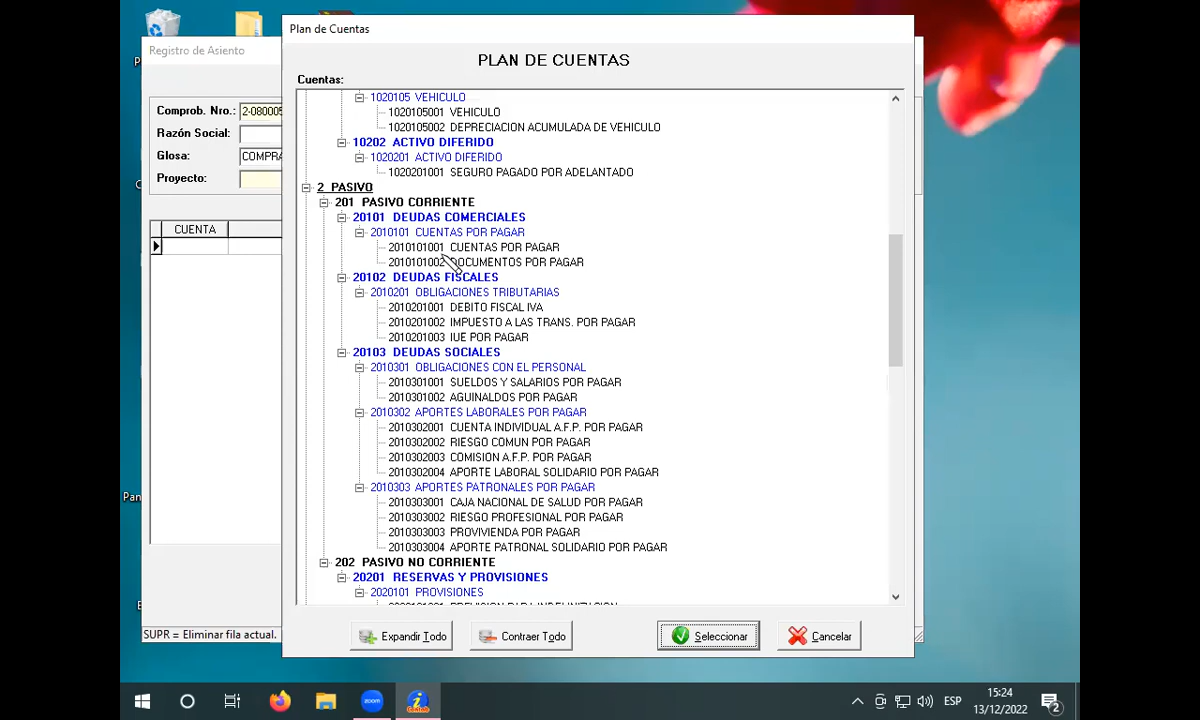 Plan de Cuentas
Registro de Asiento
PLAN DE CUENTAS
Cuentas:
Comprob. Nro.: 2-080005
Razón Social:
Glosa: COMPRA
Proyecto:
CUENTA
1020105 VEHICULO
1020105001 VEHICULO
1020105002 DEPRECIACION ACUMULADA DE VEHICULO
10202 ACTIVO DIFERIDO
1020201 ACTIVO DIFERIDO
1020201001 SEGURO PAGADO POR ADELANTADO
2 PASIVO
201 PASIVO CORRIENTE
20101 DEUDAS COMERCIALES
2010101 CUENTAS POR PAGAR
2010101001 CUENTAS POR PAGAR
2010101002 DOCUMENTOS POR PAGAR
20102 DEUDAS FISCALES
2010201 OBLIGACIONES TRIBUTARIAS
2010201001 DEBITO FISCAL IVA
2010201002 IMPUESTO A LAS TRANS. POR PAGAR
2010201003 IUE POR PAGAR
20103 DEUDAS SOCIALES
2010301 OBLIGACIONES CON EL PERSONAL
2010301001 SUELDOS Y SALARIOS POR PAGAR
2010301002 AGUINALDOS POR PAGAR
2010302 APORTES LABORALES POR PAGAR
2010302001 CUENTA INDIVIDUAL A.F.P. POR PAGAR
2010302002 RIESGO COMUN POR PAGAR
2010302003 COMISION A.F.P. POR PAGAR
2010302004 APORTE LABORAL SOLIDARIO POR PAGAR
2010303 APORTES PATRONALES POR PAGAR
2010303001 CAJA NACIONAL DE SALUD POR PAGAR
2010303002 RIESGO PROFESIONAL POR PAGAR
2010303003 PROVIVIENDA POR PAGAR
2010303004 APORTE PATRONAL SOLIDARIO POR PAGAR
202 PASIVO NO CORRIENTE
20201 RESERVAS Y PROVISIONES
2020101 PROVISIONES
Pan
SUPR = Eliminar fila actual.
Expandir Todo
Contraer Todo
Seleccionar
Cancelar
zoom
ESP
15:24
13/12/2022
2